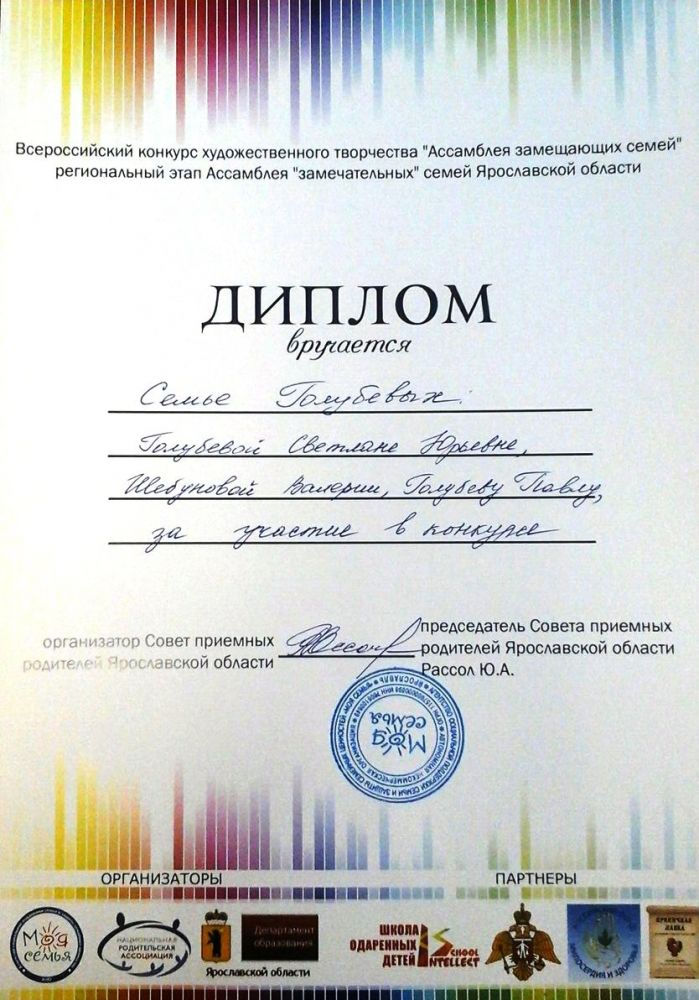 Всероссийский конкурс художественного творчества "Ассамблея замещающих семей"
региональный этап Ассамблея "замечательных" семей Ярославской области
ДИПЛОМ
вручается
Семье Голубевых:
Голубевой Светлане Юрьевне,
Шебуновой Валерии, Голубеву Павлу,
за участие в конкурсе
организатор Совет приемных
родителей Ярославской области
председатель Совета приемных
родителей Ярославской области
Рассол Ю.А.
Моя
семья
ОРГАНИЗАТОРЫ
ПАРТНЕРЫ
Моя
семья
НАЦИОНАЛЬНАЯ
РОДИТЕЛЬСКАЯ
АССОЦИАЦИЯ
Департамент
образования
Ярославской области
ШКОЛА
ОДАРЕННЫХ
ДЕТЕЙ
SCHOOL
INTELLECT